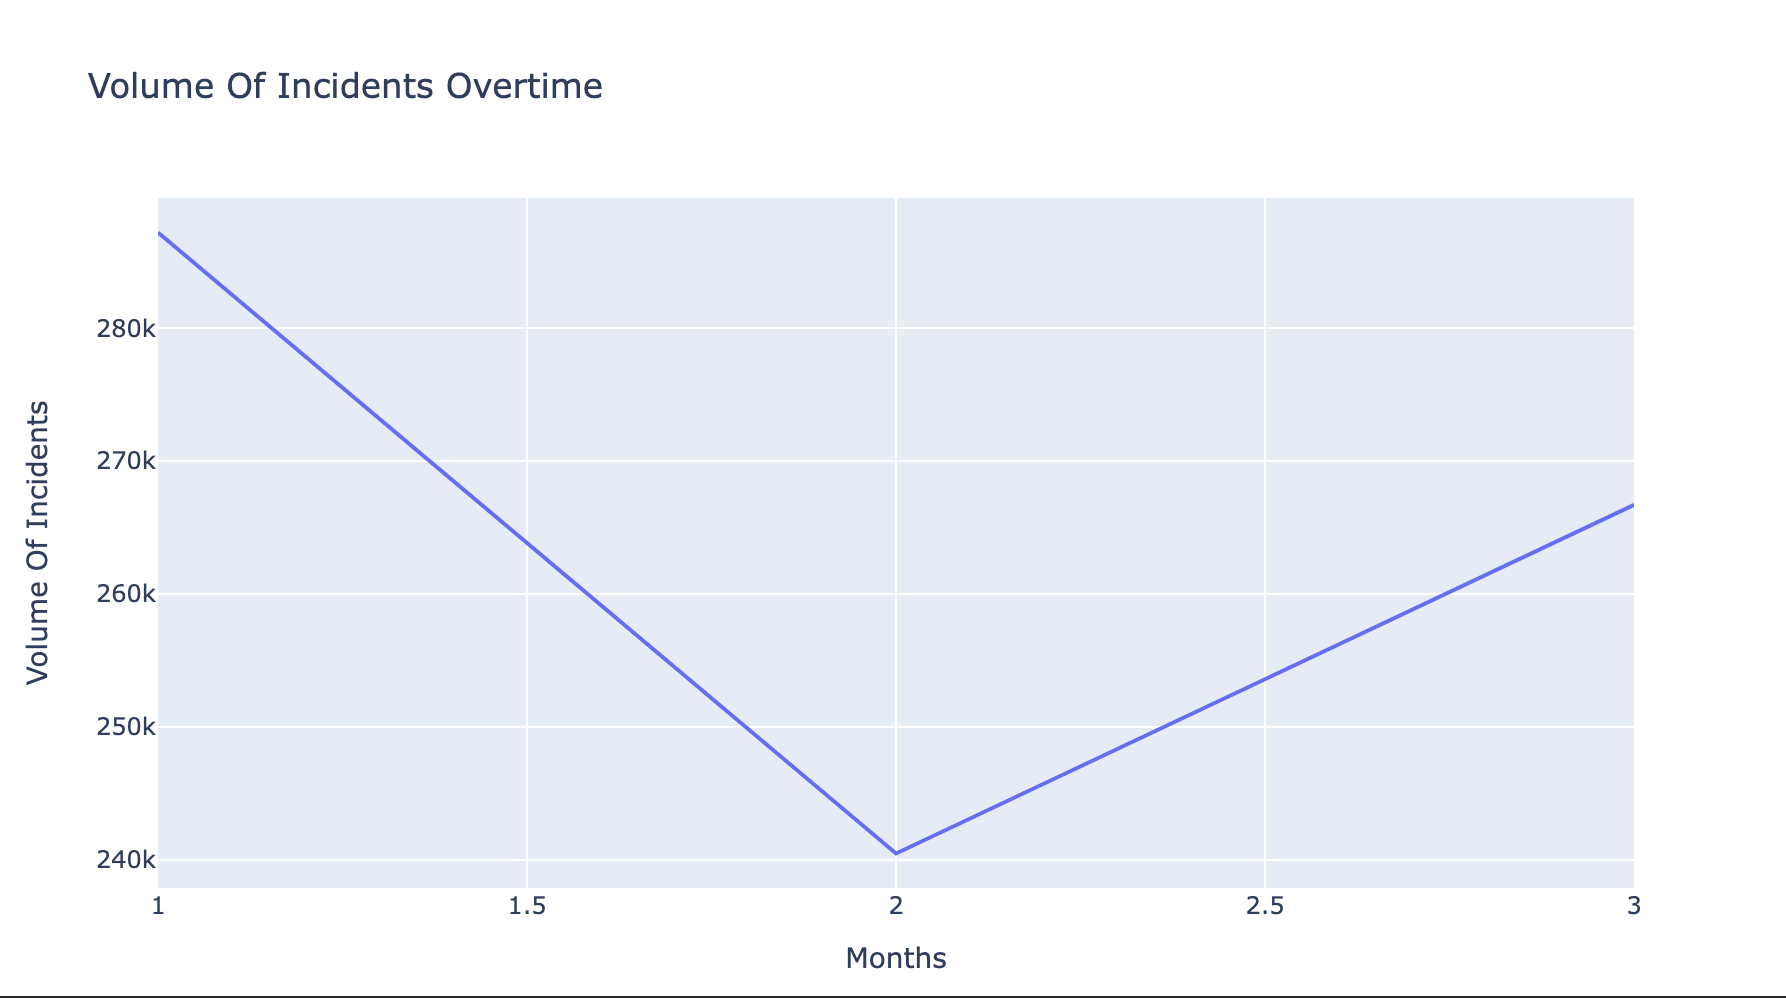 Volume Of Incidents Overtime
280k
270k
260k
250k
240k
Volume Of Incidents
1 1.5 2 2.5 3
Months